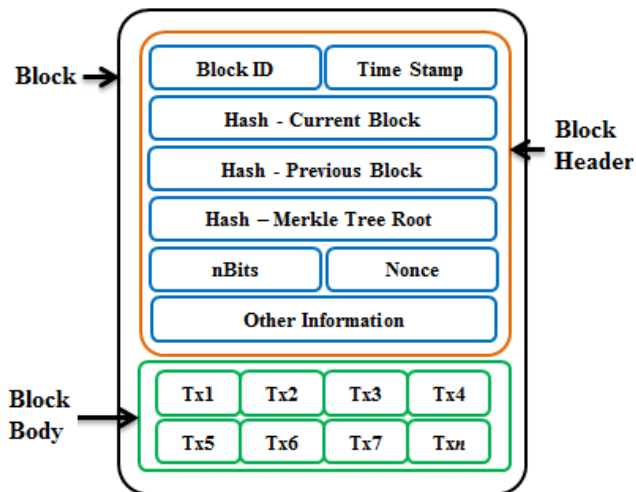 Block
Block ID
Time Stamp
Hash - Current Block
Hash - Previous Block
Block
Header
Hash – Merkle Tree Root
nBits
Nonce
Other Information
Block
Body
Tx1
Tx2
Tx3
Tx4
Tx5
Tx6
Tx7
Txn